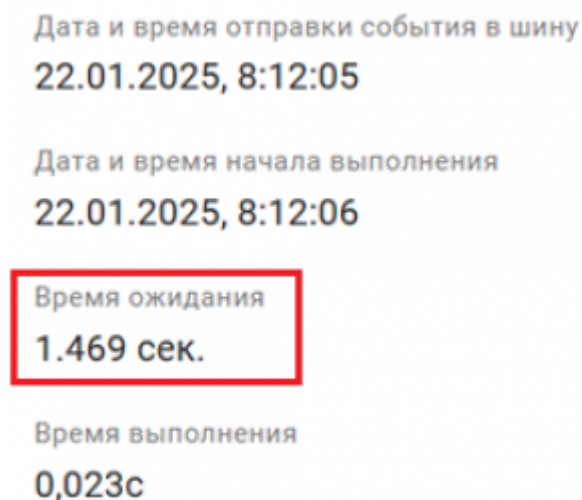 Дата и время отправки события в шину
22.01.2025, 8:12:05
Дата и время начала выполнения
22.01.2025, 8:12:06
Время ожидания
1.469 сек.
Время выполнения
0,023с